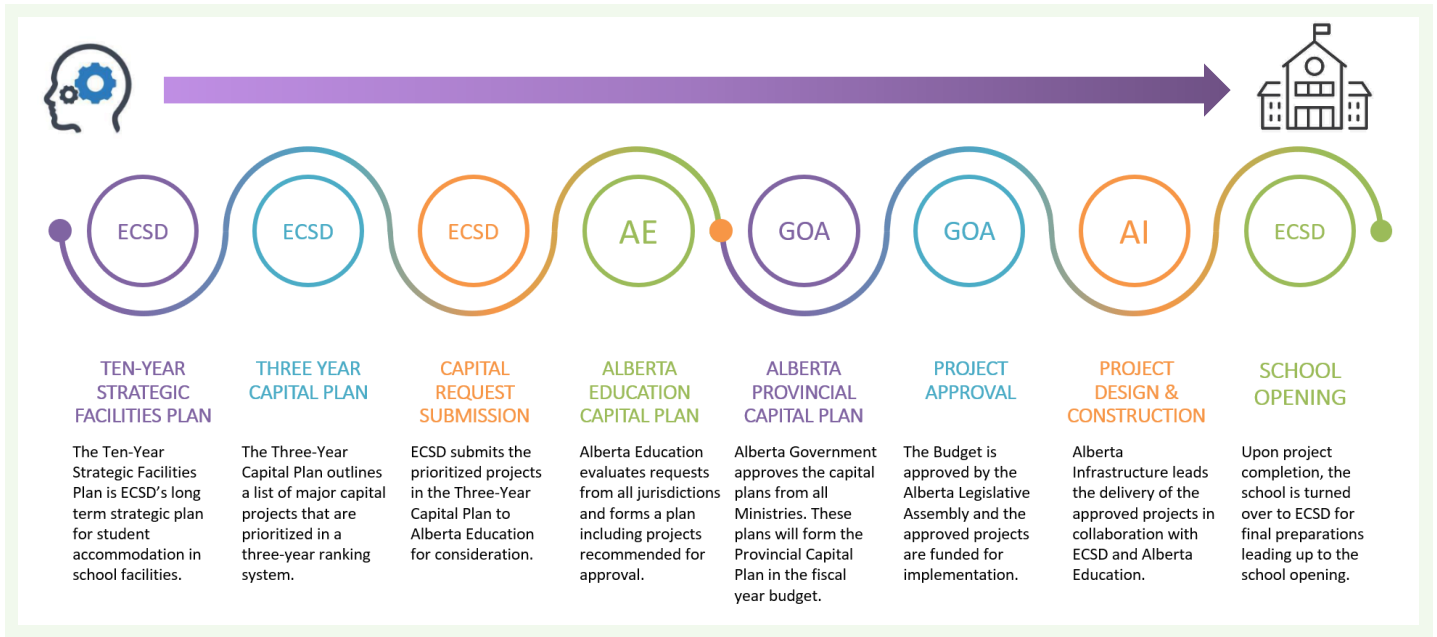 ECSD
ECSD
ECSD
AE
GOA
GOA
AI
ECSD
TEN-YEAR
STRATEGIC
FACILITIES PLAN
The Ten-Year
Strategic Facilities
Plan is ECSD’s long
term strategic plan
for student
accommodation in
school facilities.
THREE YEAR
CAPITAL PLAN
The Three-Year
Capital Plan outlines
a list of major capital
projects that are
prioritized in a
three-year ranking
system.
CAPITAL
REQUEST
SUBMISSION
ECSD submits the
prioritized projects
in the Three-Year
Capital Plan to
Alberta Education
for consideration.
ALBERTA
EDUCATION
CAPITAL PLAN
Alberta Education
evaluates requests
from all jurisdictions
and forms a plan
including projects
recommended for
approval.
ALBERTA
PROVINCIAL
CAPITAL PLAN
Alberta Government
approves the capital
plans from all
Ministries. These
plans will form the
Provincial Capital
Plan in the fiscal
year budget.
PROJECT
APPROVAL
The Budget is
approved by the
Alberta Legislative
Assembly and the
approved projects
are funded for
implementation.
PROJECT
DESIGN &
CONSTRUCTION
Alberta
Infrastructure leads
the delivery of the
approved projects in
collaboration with
ECSD and Alberta
Education.
SCHOOL
OPENING
Upon project
completion, the
school is turned
over to ECSD for
final preparations
leading up to the
school opening.